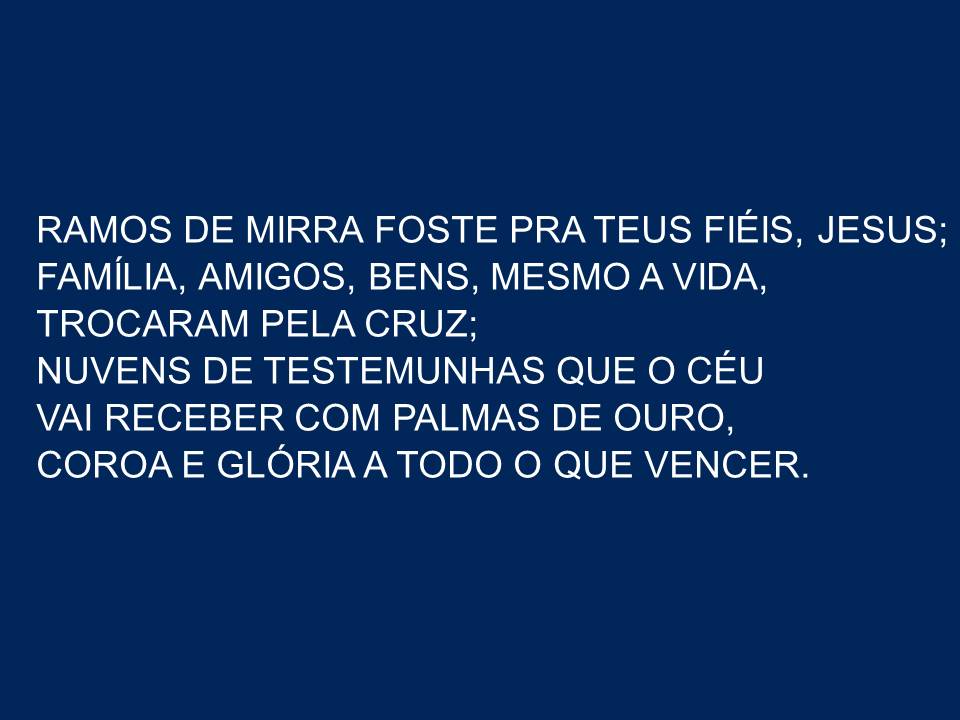 RAMOS DE MIRRA FOSTE PRA TEUS FIÉIS, JESUS;
FAMÍLIA, AMIGOS, BENS, MESMO A VIDA,
TROCARAM PELA CRUZ;
NUVENS DE TESTEMUNHAS QUE O CÉU
VAI RECEBER COM PALMAS DE OURO,
COROA E GLÓRIA A TODO O QUE VENCER.